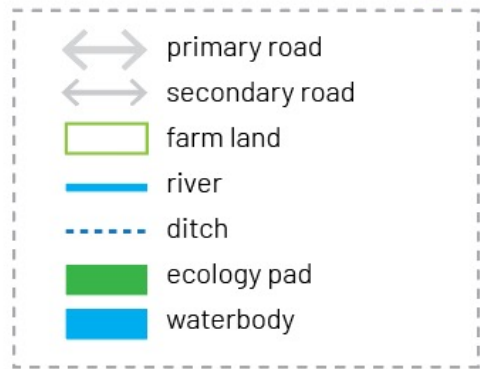 primary road
secondary road
farm land
river
ditch
ecology pad
waterbody